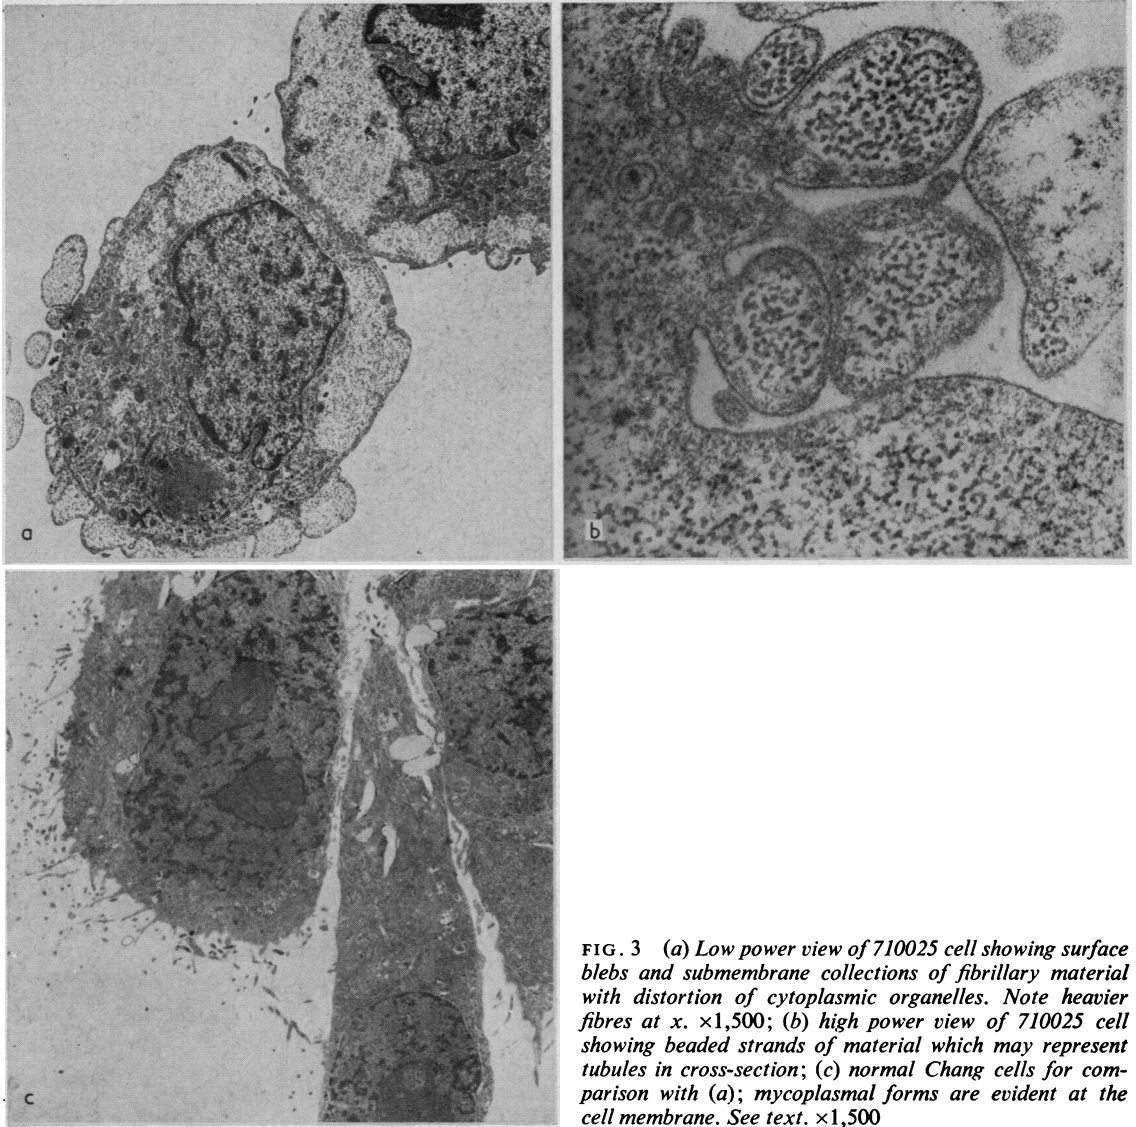 a
x
b
c
FIG. 3 (a) Low power view of 710025 cell showing surface
blebs and submembrane collections of fibrillary material
with distortion of cytoplasmic organelles. Note heavier
fibres at x. ×1,500; (b) high power view of 710025 cell
showing beaded strands of material which may represent
tubules in cross-section; (c) normal Chang cells for com-
parison with (a); mycoplasmal forms are evident at the
cell membrane. See text. ×1,500